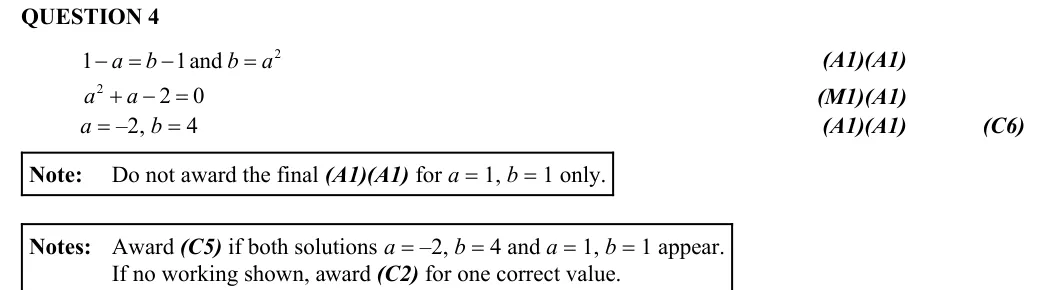 QUESTION 4
1 – a = b – 1 and b = a² (A1)(A1)
a² + a – 2 = 0 (M1)(A1)
a = –2, b = 4 (A1)(A1) (C6)
Note: Do not award the final (A1)(A1) for a = 1, b = 1 only.
Notes: Award (C5) if both solutions a = –2, b = 4 and a = 1, b = 1 appear.
If no working shown, award (C2) for one correct value.